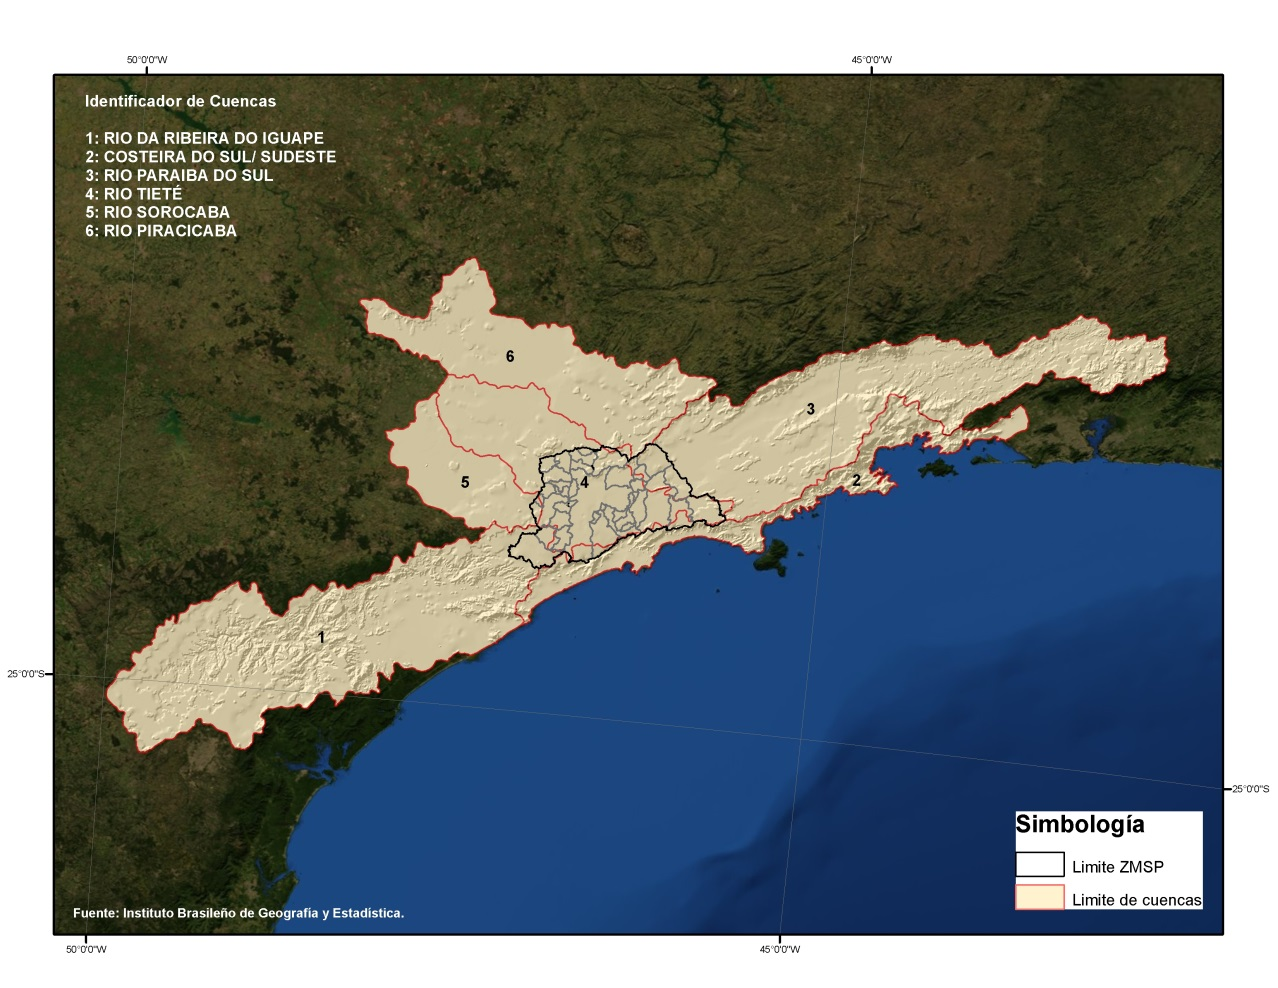 50°0'0"W
45°0'0"W
Identificador de Cuencas
1: RIO DA RIBEIRA DO IGUAPE
2: COSTEIRA DO SUL/ SUDESTE
3: RIO PARAIBA DO SUL
4: RIO TIETÉ
5: RIO SOROCABA
6: RIO PIRACICABA
6
3
5
4
2
1
25°0'0"S
25°0'0"S
Simbología
Limite ZMSP
Limite de cuencas
Fuente: Instituto Brasileño de Geografía y Estadística.
50°0'0"W
45°0'0"W